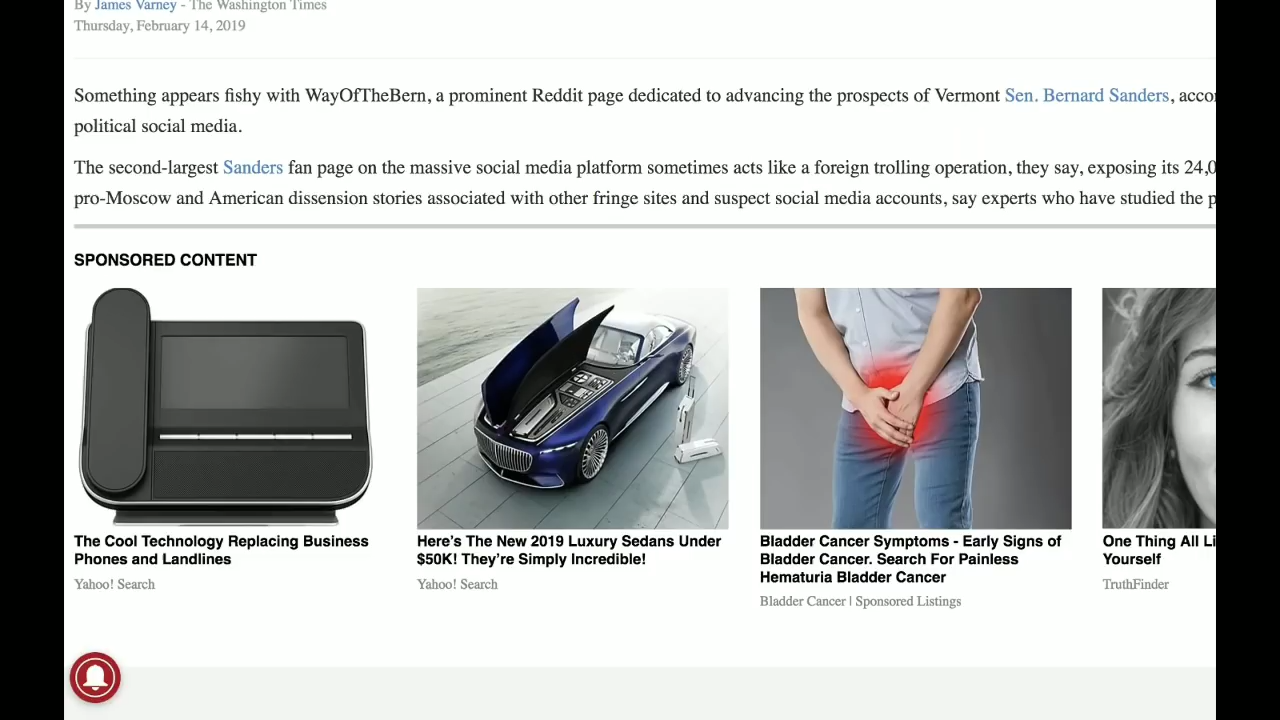 By James Varney - The Washington Times
Thursday, February 14, 2019
Something appears fishy with WayOfTheBern, a prominent Reddit page dedicated to advancing the prospects of Vermont Sen. Bernard Sanders,
political social media.
The second-largest Sanders fan page on the massive social media platform sometimes acts like a foreign trolling operation, they say, exposing its
pro-Moscow and American dissension stories associated with other fringe sites and suspect social media accounts, say experts who have studied the
SPONSORED CONTENT
The Cool Technology Replacing Business
Phones and Landlines
Yahoo! Search
Here's The New 2019 Luxury Sedans Under
$50K! They're Simply Incredible!
Yahoo! Search
Bladder Cancer Symptoms - Early Signs of
Bladder Cancer. Search For Painless
Hematuria Bladder Cancer
Bladder Cancer | Sponsored Listings
One Thing All
Yourself
TruthFinder